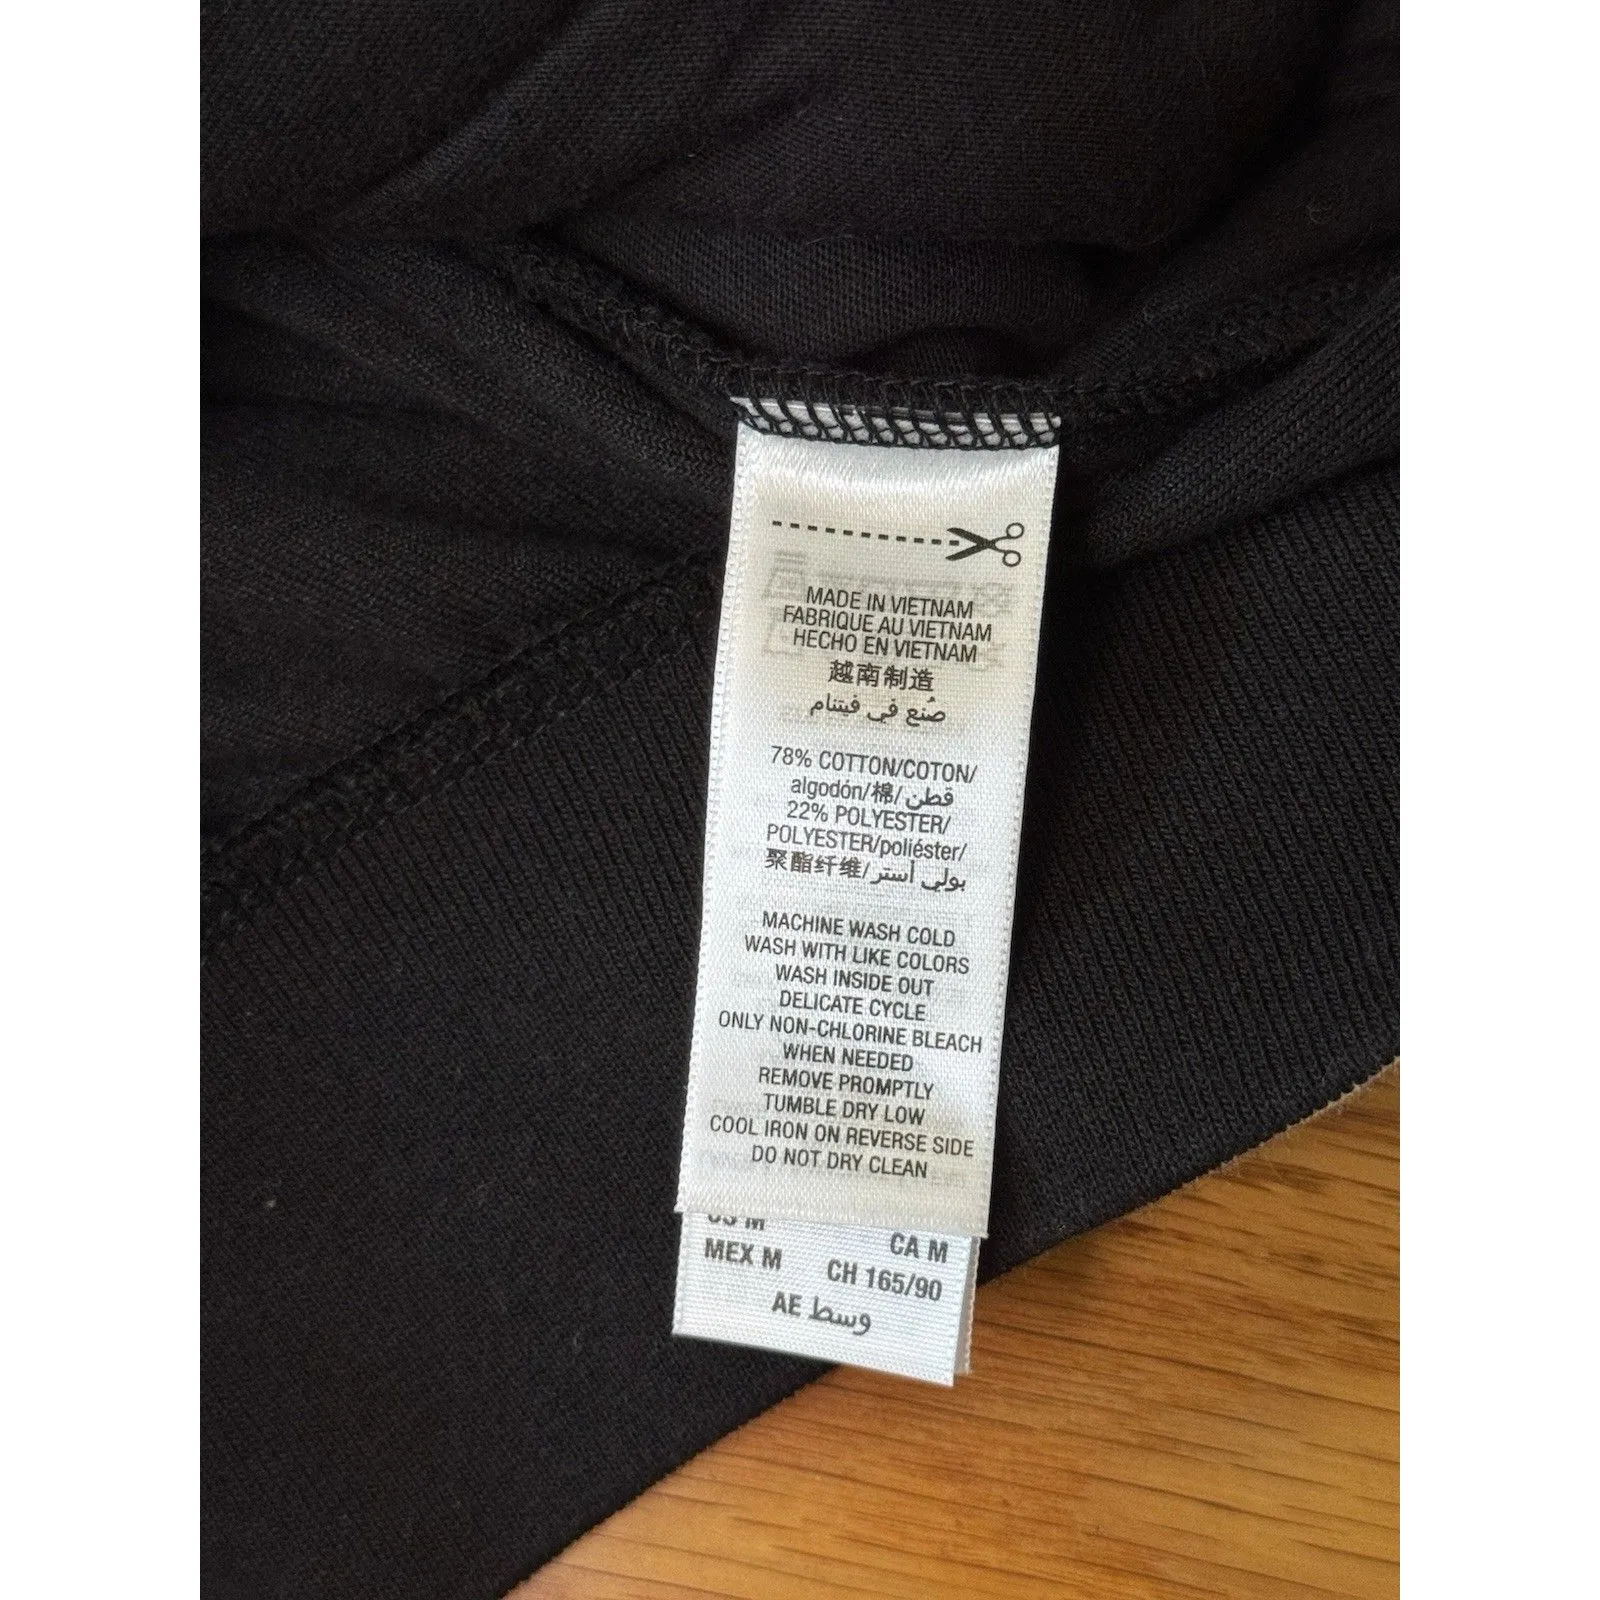 MADE IN VIETNAM
FABRIQUE AU VIETNAM
HECHO EN VIETNAM
越南制造
صُنع في فيتنام
78% COTTON/COTON/
algodón/棉/قطن
22% POLYESTER/
POLYESTER/poliéster/
聚酯纤维/بولي أستر
MACHINE WASH COLD
WASH WITH LIKE COLORS
WASH INSIDE OUT
DELICATE CYCLE
ONLY NON-CHLORINE BLEACH
WHEN NEEDED
REMOVE PROMPTLY
TUMBLE DRY LOW
COOL IRON ON REVERSE SIDE
DO NOT DRY CLEAN
US M CA M
MEX M CH 165/90
AE وسط